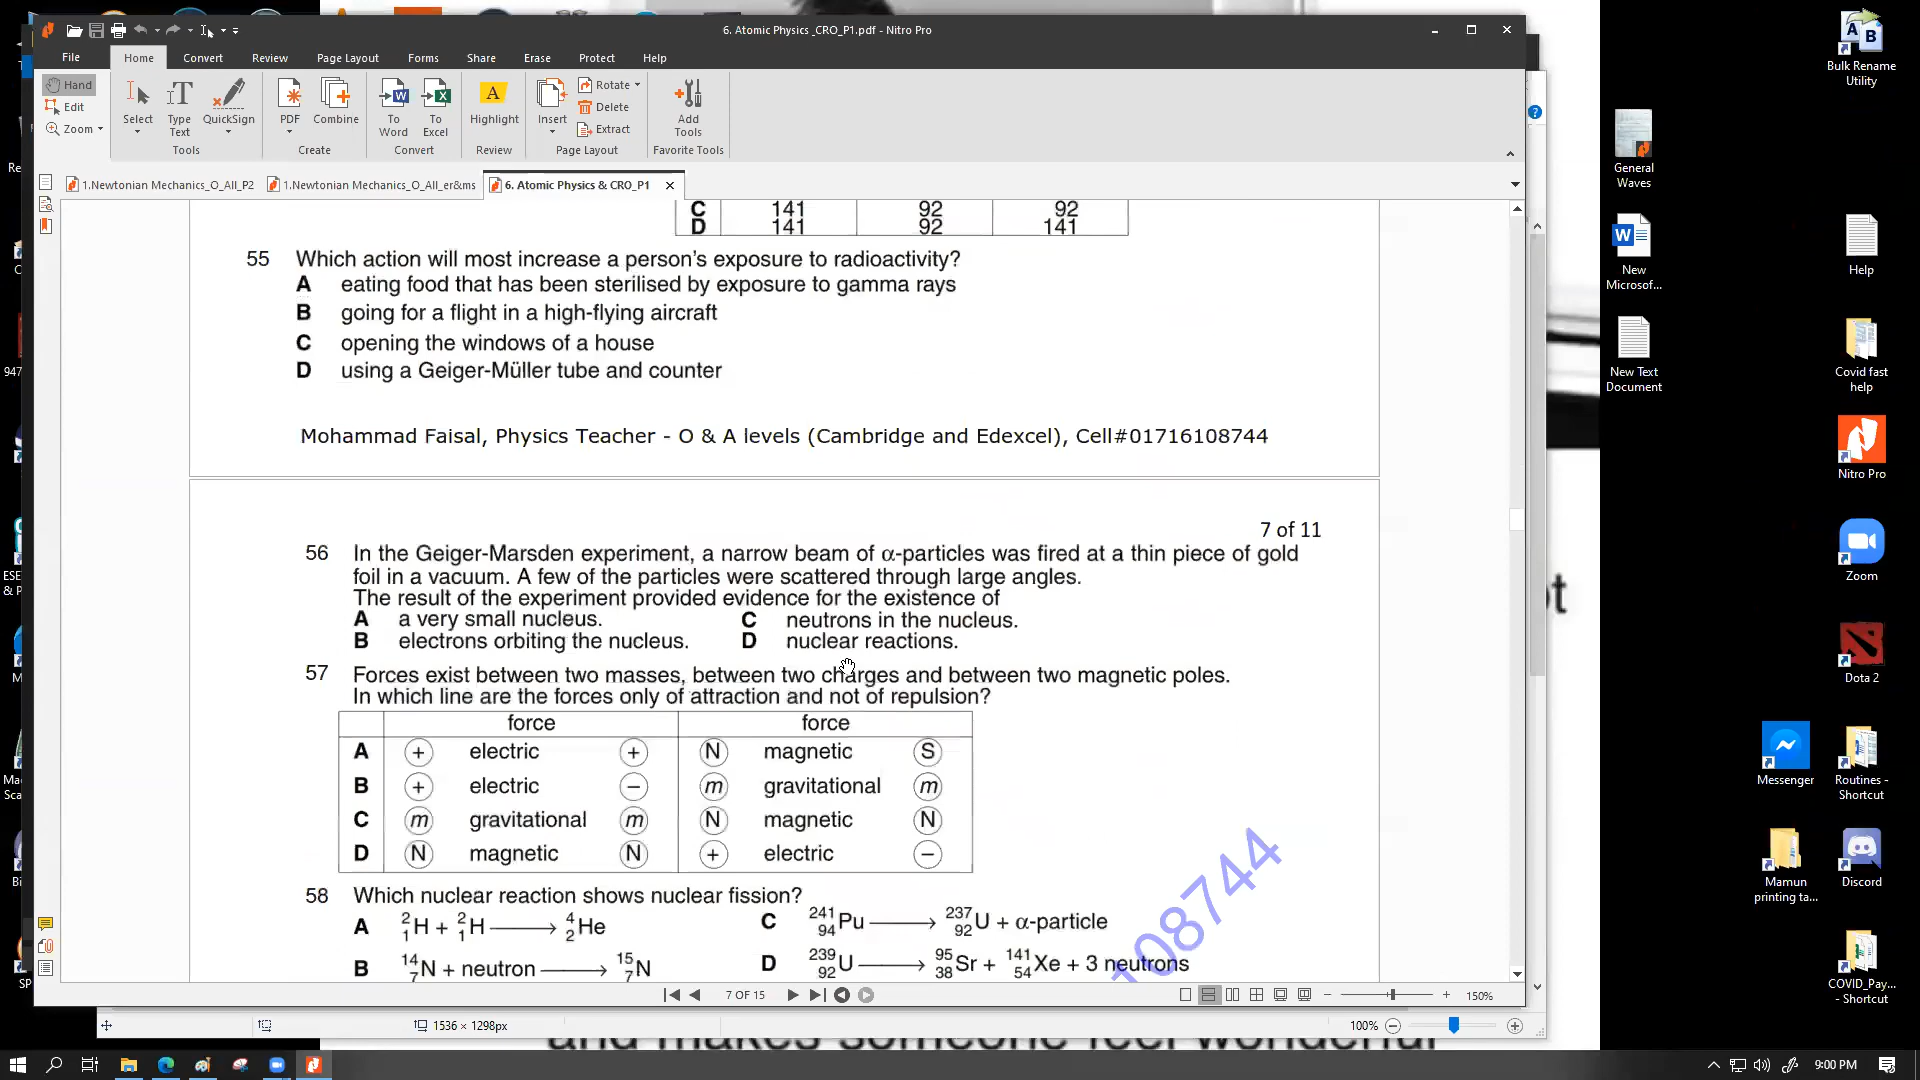 6. Atomic Physics _CRO_P1.pdf - Nitro Pro
File Home Convert Review Page Layout Forms Share Erase Protect Help
Hand
Edit
Zoom
Select
Type Text
QuickSign
Tools
PDF
Combine
Create
To Word
To Excel
Convert
Highlight
Review
Insert
Rotate
Delete
Extract
Page Layout
Add Tools
Favorite Tools
1.Newtonian Mechanics_O_All_P2
1.Newtonian Mechanics_O_All_er&ms
6. Atomic Physics & CRO_P1
C 141 92 92
D 141 92 141
55 Which action will most increase a person's exposure to radioactivity?
A eating food that has been sterilised by exposure to gamma rays
B going for a flight in a high-flying aircraft
C opening the windows of a house
D using a Geiger-Müller tube and counter
Mohammad Faisal, Physics Teacher - O & A levels (Cambridge and Edexcel), Cell#01716108744
7 of 11
56 In the Geiger-Marsden experiment, a narrow beam of α-particles was fired at a thin piece of gold
foil in a vacuum. A few of the particles were scattered through large angles.
The result of the experiment provided evidence for the existence of
A a very small nucleus. C neutrons in the nucleus.
B electrons orbiting the nucleus. D nuclear reactions.
57 Forces exist between two masses, between two charges and between two magnetic poles.
In which line are the forces only of attraction and not of repulsion?
force force
A + electric + N magnetic S
B + electric − m gravitational m
C m gravitational m N magnetic N
D N magnetic N + electric −
58 Which nuclear reaction shows nuclear fission?
A ²₁H + ²₁H ⟶ ⁴₂He C ²⁴¹₉₄Pu ⟶ ²³⁷₉₂U + α-particle
B ¹⁴₇N + neutron ⟶ ¹⁵₇N D ²³⁹₉₂U ⟶ ⁹⁵₃₈Sr + ¹⁴¹₅₄Xe + 3 neutrons
108744
7 OF 15
150%
1536 × 1298px
100%
and makes someone feel wonderful
Bulk Rename Utility
General Waves
New Microsof...
Help
New Text Document
Covid fast help
Nitro Pro
Zoom
Dota 2
Messenger
Routines - Shortcut
Mamun printing ta...
Discord
COVID_Pay... - Shortcut
9:00 PM